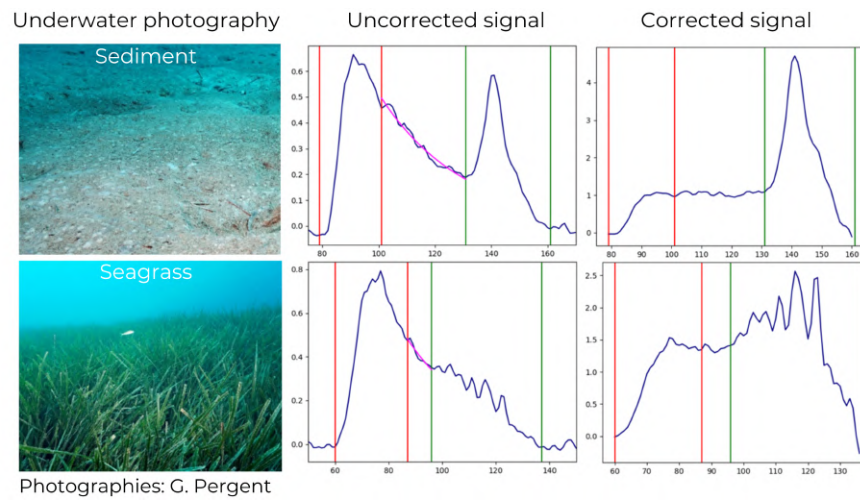 Underwater photography Uncorrected signal Corrected signal
Sediment
0.6
0.5
0.4
0.3
0.2
0.1
0.0
80 100 120 140 160
4
3
2
1
0
80 90 100 110 120 130 140 150 160
Seagrass
0.8
0.6
0.4
0.2
0.0
60 80 100 120 140
2.5
2.0
1.5
1.0
0.5
0.0
60 70 80 90 100 110 120 130
Photographies: G. Pergent